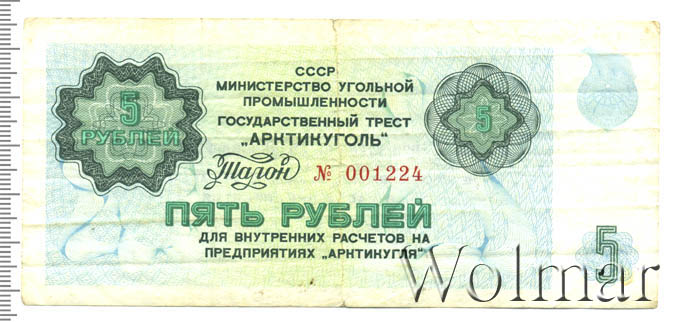 5
РУБЛЕЙ
СССР
МИНИСТЕРСТВО УГОЛЬНОЙ
ПРОМЫШЛЕННОСТИ
ГОСУДАРСТВЕННЫЙ ТРЕСТ
„АРКТИКУГОЛЬ"
5
Талон № 001224
ПЯТЬ РУБЛЕЙ
ДЛЯ ВНУТРЕННИХ РАСЧЕТОВ НА
ПРЕДПРИЯТИЯХ „АРКТИКУГЛЯ"
5
Wolmar